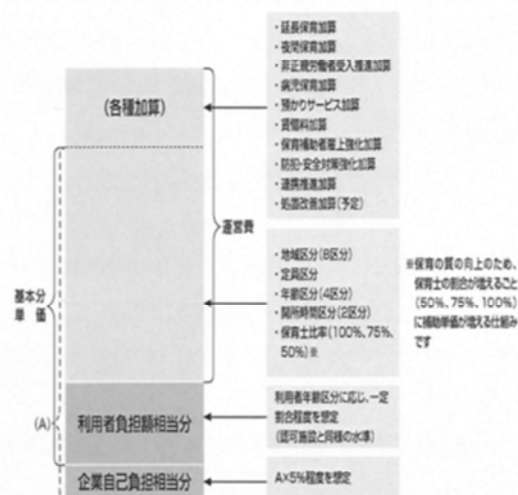 ・延長保育加算
・夜間保育加算
・非正規労働者受入推進加算
・病児保育加算
・預かりサービス加算
・賃借料加算
・保育補助者雇上強化加算
・防犯・安全対策強化加算
・連携推進加算
・処遇改善加算(予定)
(各種加算)
運営費
・地域区分(8区分)
・定員区分
・年齢区分(4区分)
・開所時間区分(2区分)
・保育士比率(100%、75%、
50%)※
※保育の質の向上のため、
保育士の割合が増えること
(50%、75%、100%)
に補助単価が増える仕組み
です
基本分
単価
(A)
利用者負担額相当分
利用者年齢区分に応じ、一定
割合程度を想定
(認可施設と同様の水準)
企業自己負担相当分
A×5%程度を想定